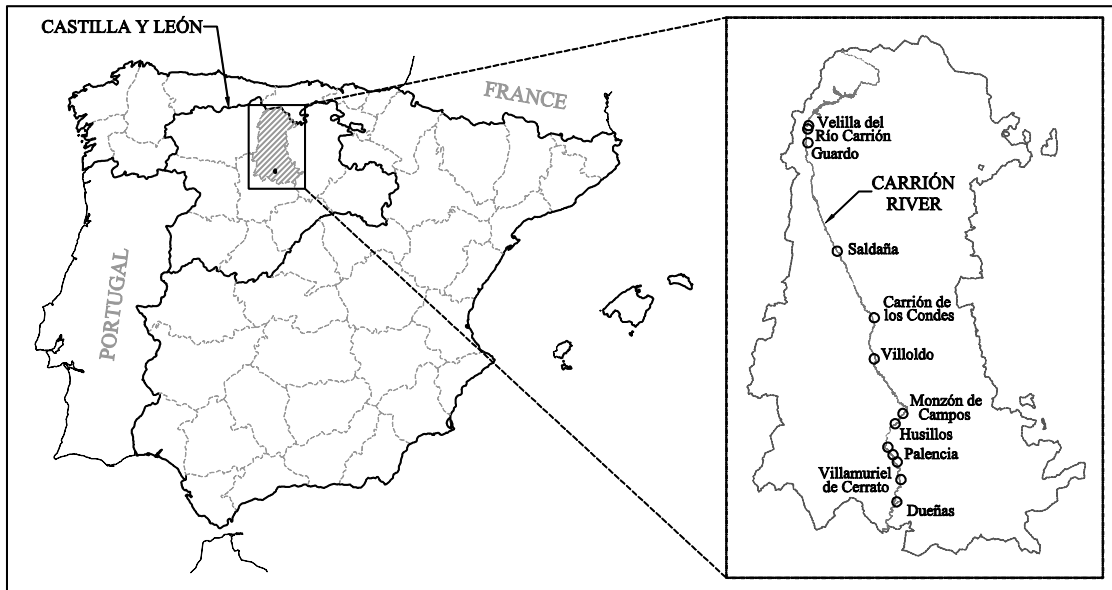 CASTILLA Y LEÓN
FRANCE
PORTUGAL
Velilla del
Río Carrión
Guardo
CARRIÓN
RIVER
Saldaña
Carrión de
los Condes
Villoldo
Monzón de
Campos
Husillos
Palencia
Villamuriel
de Cerrato
Dueñas